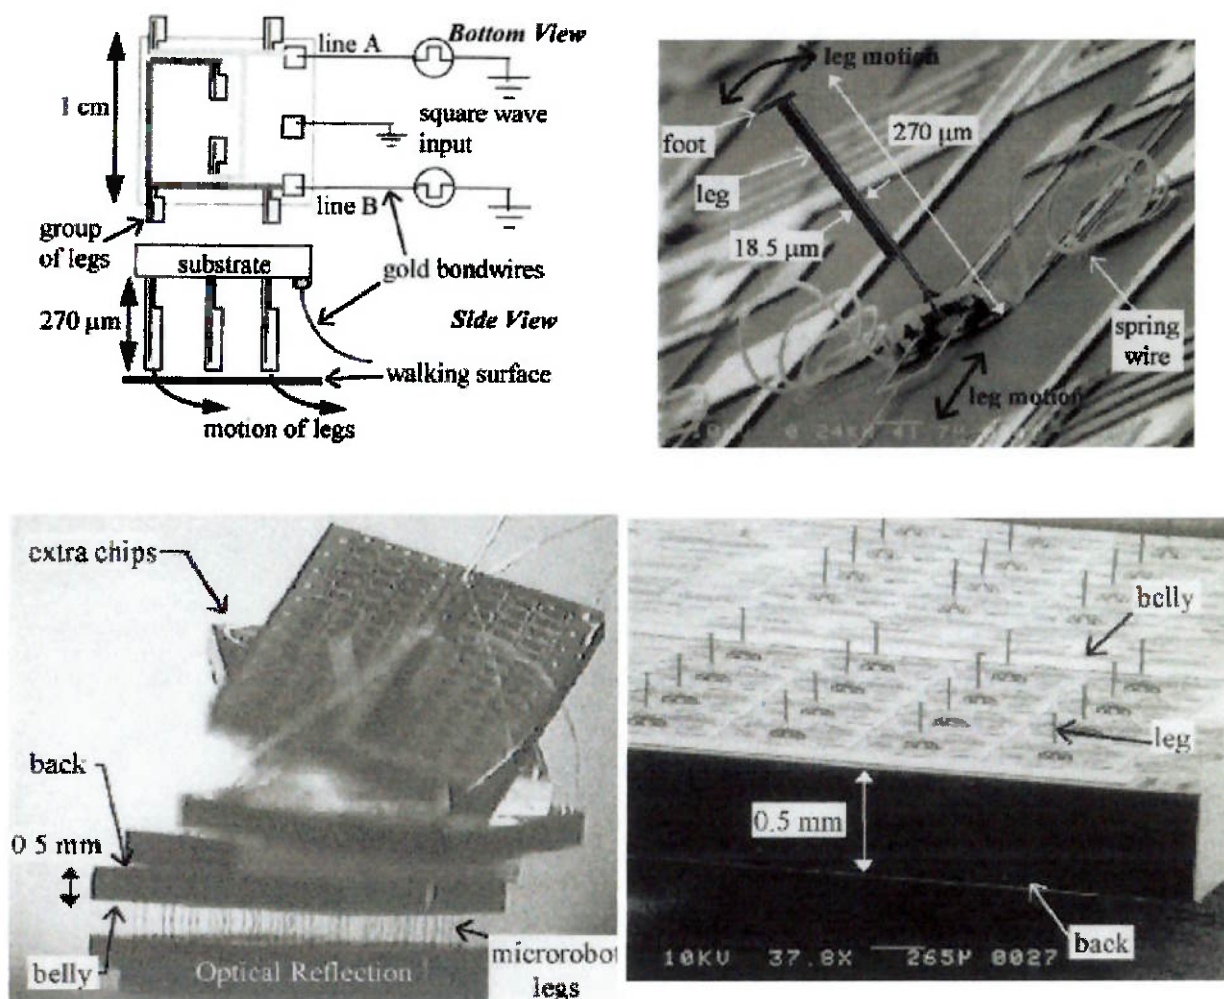 Bottom View
line A
1 cm
square wave
input
line B
group
of legs
substrate
gold bondwires
270 µm
Side View
walking surface
motion of legs
leg motion
foot
270 µm
leg
18.5 µm
spring
wire
leg motion
extra chips
back
0 5 mm
belly
Optical Reflection
microrobot
legs
belly
leg
0.5 mm
back
10KV 37.8X 265µ 8027